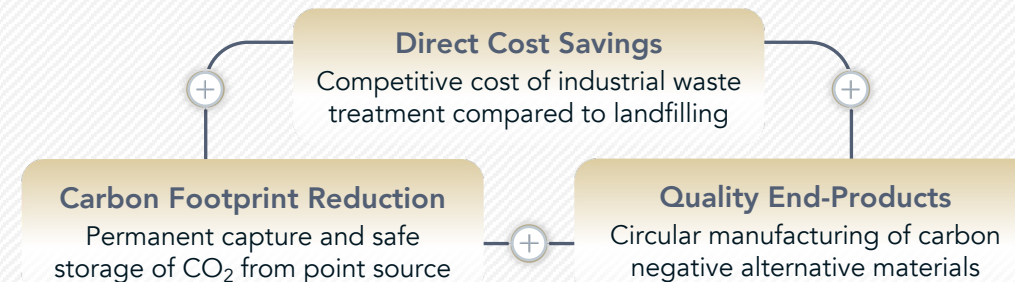 Direct Cost Savings
Competitive cost of industrial waste
treatment compared to landfilling
Carbon Footprint Reduction
Permanent capture and safe
storage of CO₂ from point source
Quality End-Products
Circular manufacturing of carbon
negative alternative materials